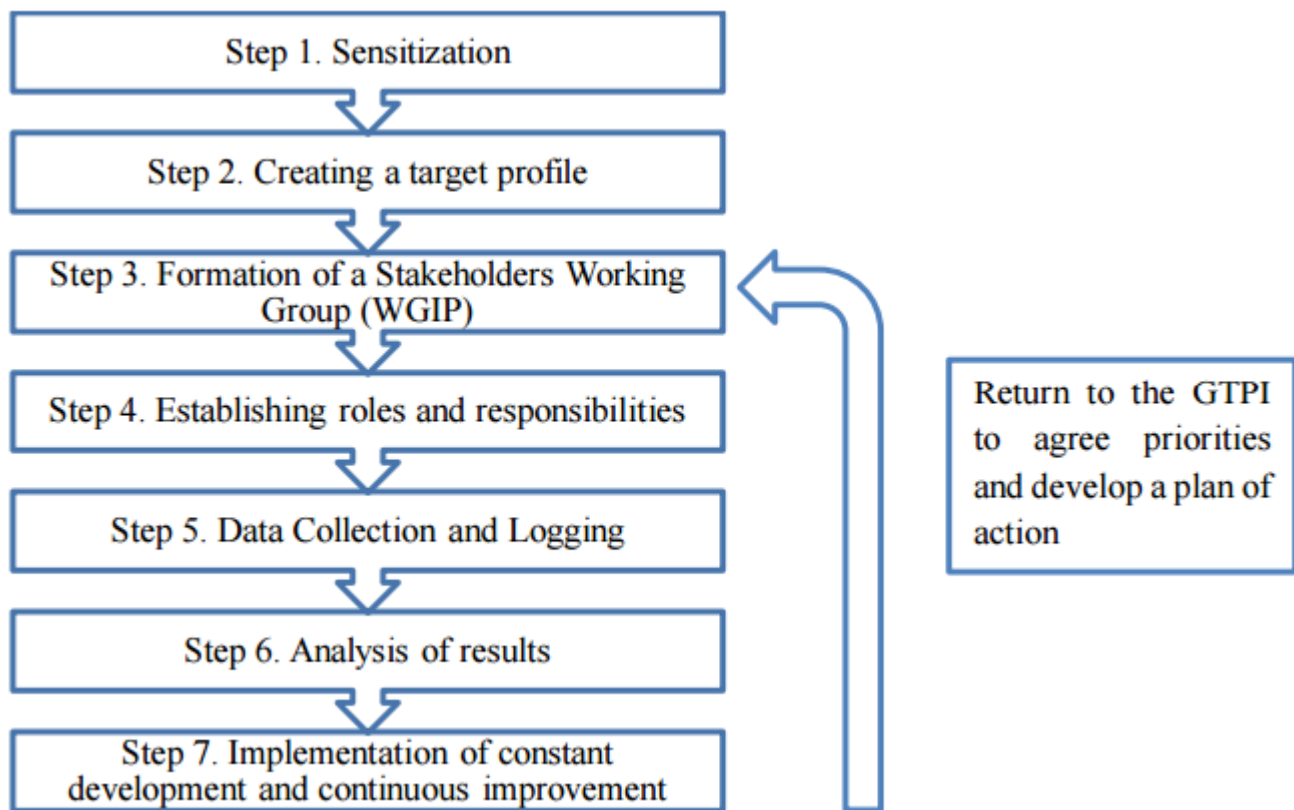 Step 1. Sensitization
Step 2. Creating a target profile
Step 3. Formation of a Stakeholders Working
Group (WGIP)
Step 4. Establishing roles and responsibilities
Step 5. Data Collection and Logging
Step 6. Analysis of results
Step 7. Implementation of constant
development and continuous improvement
Return to the GTPI
to agree priorities
and develop a plan of
action